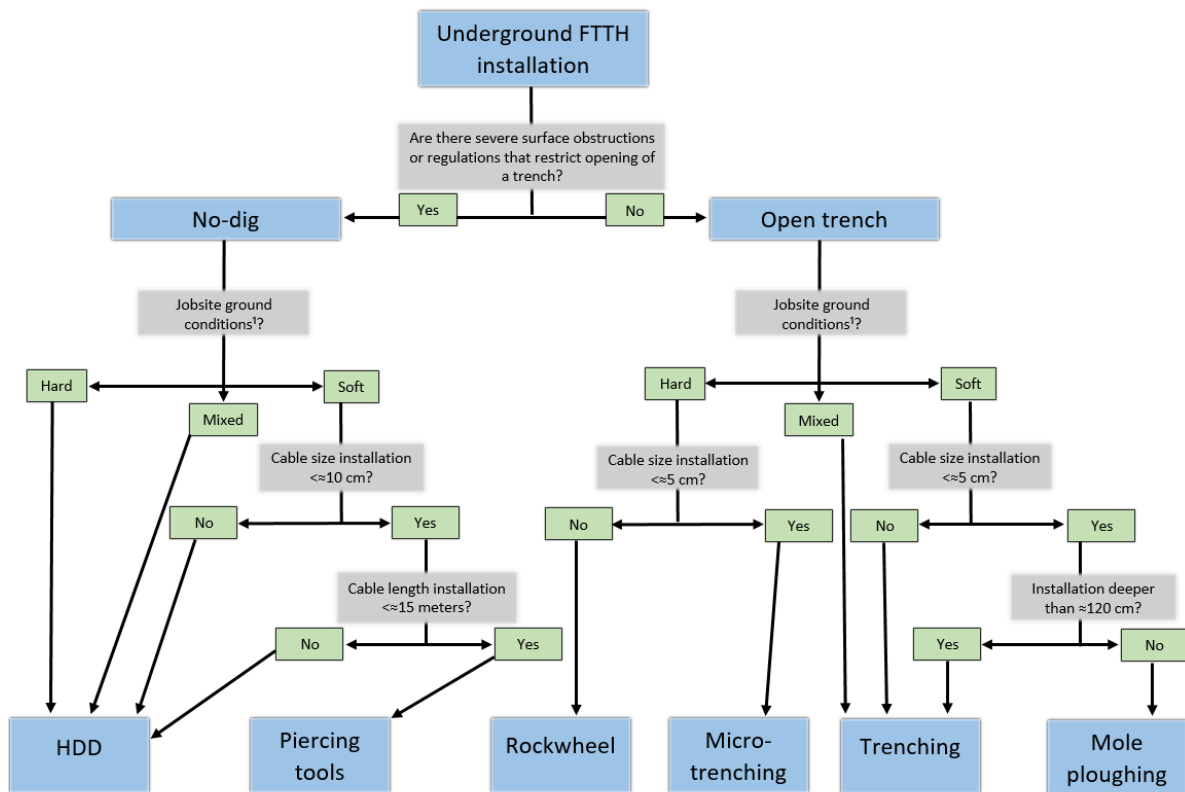 Underground FTTH
installation
Are there severe surface obstructions
or regulations that restrict opening of
a trench?
Yes
No
No-dig
Open trench
Jobsite ground
conditions¹?
Jobsite ground
conditions¹?
Hard
Soft
Mixed
Hard
Soft
Mixed
Cable size installation
<≈10 cm?
Cable size installation
<≈5 cm?
Cable size installation
<≈5 cm?
No
Yes
No
Yes
No
Yes
Cable length installation
<≈15 meters?
Installation deeper
than ≈120 cm?
No
Yes
Yes
No
HDD
Piercing
tools
Rockwheel
Micro-
trenching
Trenching
Mole
ploughing